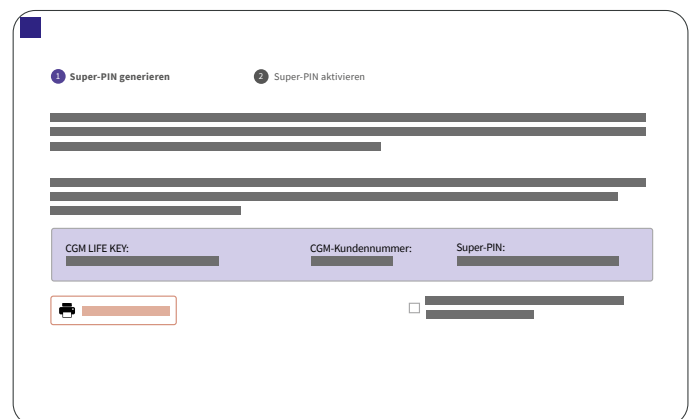 1 Super-PIN generieren
2 Super-PIN aktivieren
CGM LIFE KEY:
CGM-Kundennummer:
Super-PIN: